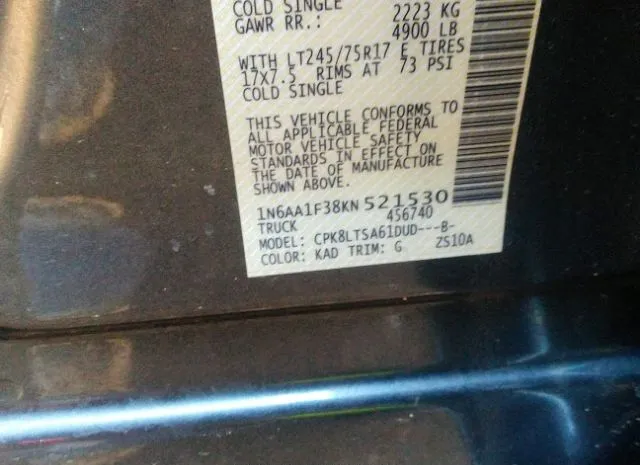 COLD SINGLE 2223 KG
GAWR RR.: 4900 LB
WITH LT245/75R17 E TIRES
17X7.5 RIMS AT 73 PSI
COLD SINGLE
THIS VEHICLE CONFORMS TO
ALL APPLICABLE FEDERAL
MOTOR VEHICLE SAFETY
STANDARDS IN EFFECT ON
THE DATE OF MANUFACTURE
SHOWN ABOVE.
1N6AA1F38KN521530
TRUCK 456740
MODEL: CPK8LTSA61DUD---B-
COLOR: KAD TRIM: G ZS10A